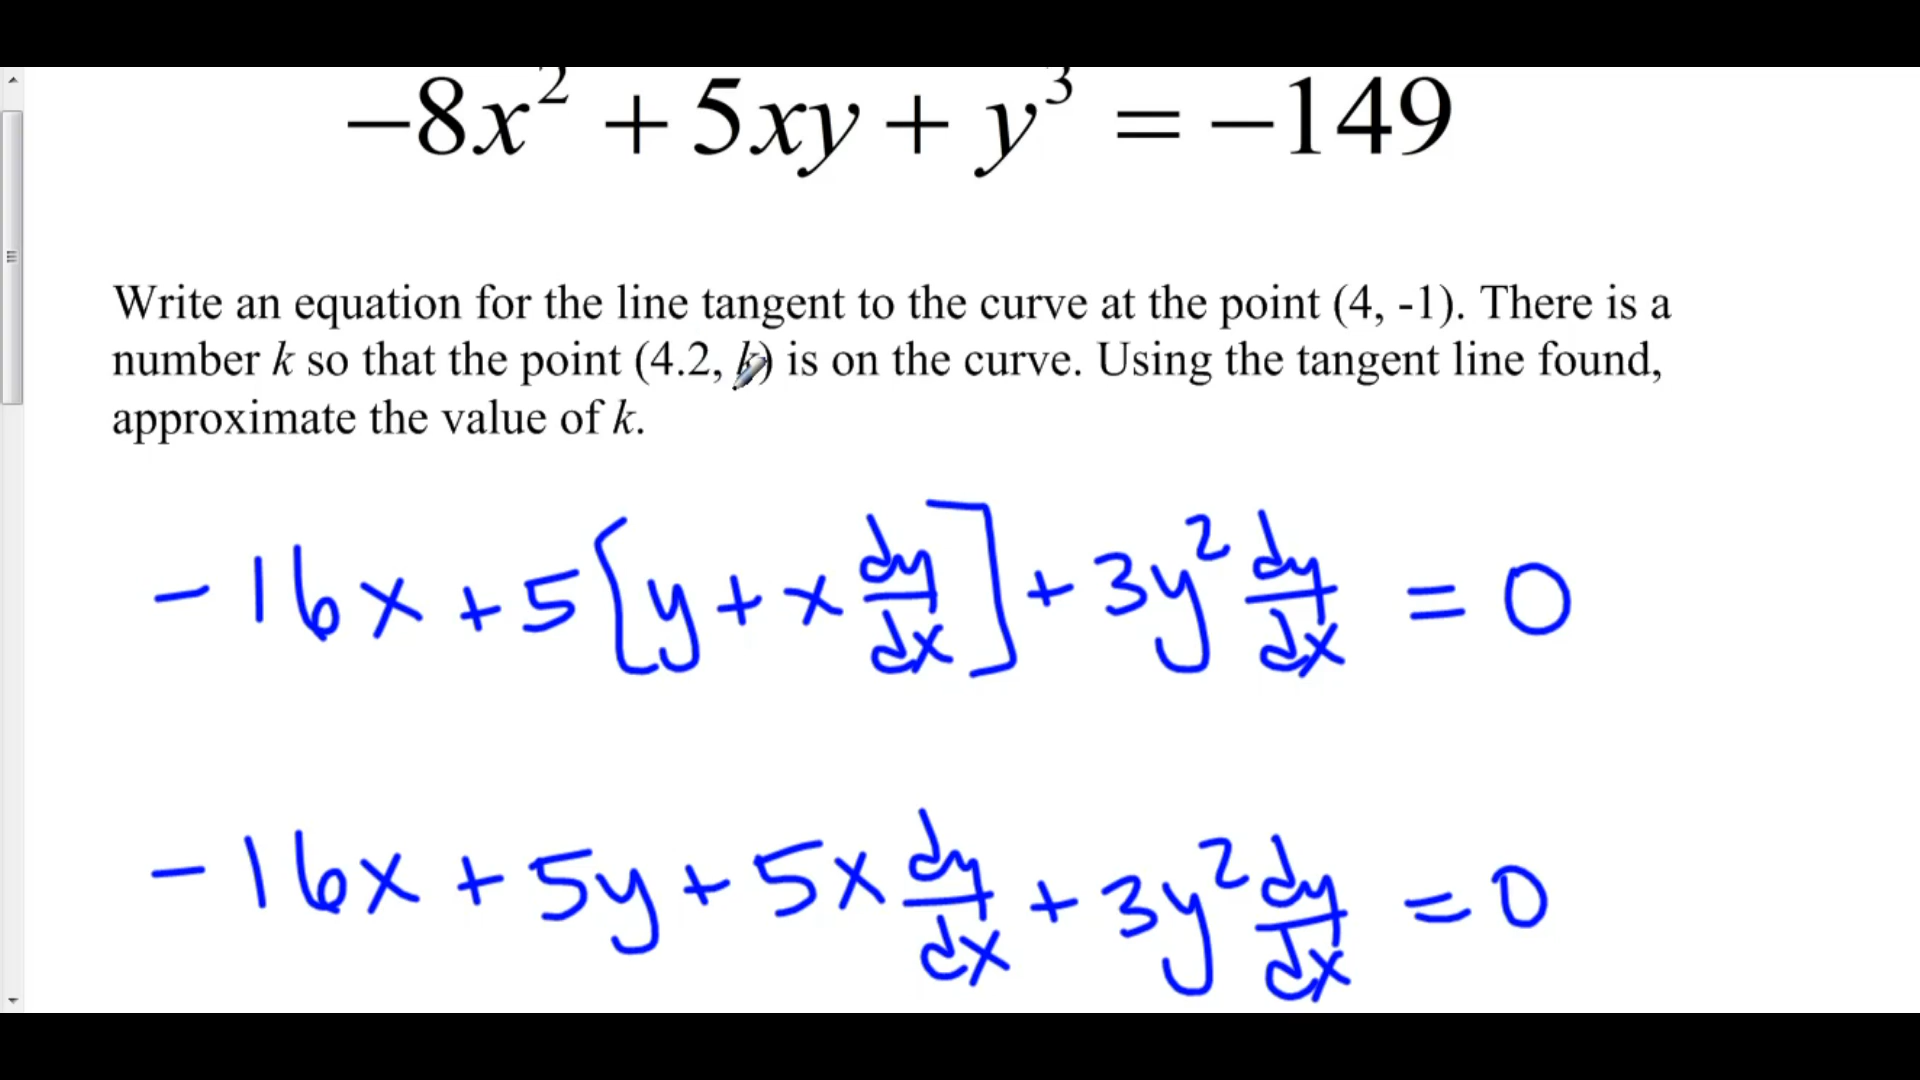 −8x² + 5xy + y³ = −149
Write an equation for the line tangent to the curve at the point (4, -1). There is a
number k so that the point (4.2, k) is on the curve. Using the tangent line found,
approximate the value of k.
−16x + 5[y + x dy/dx] + 3y² dy/dx = 0
−16x + 5y + 5x dy/dx + 3y² dy/dx = 0